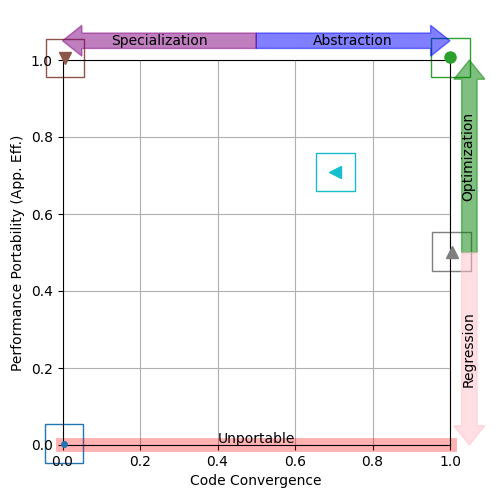 Specialization Abstraction
1.0
0.8
0.6
0.4
0.2
0.0
Performance Portability (App. Eff.)
Optimization
Regression
Unportable
0.0 0.2 0.4 0.6 0.8 1.0
Code Convergence